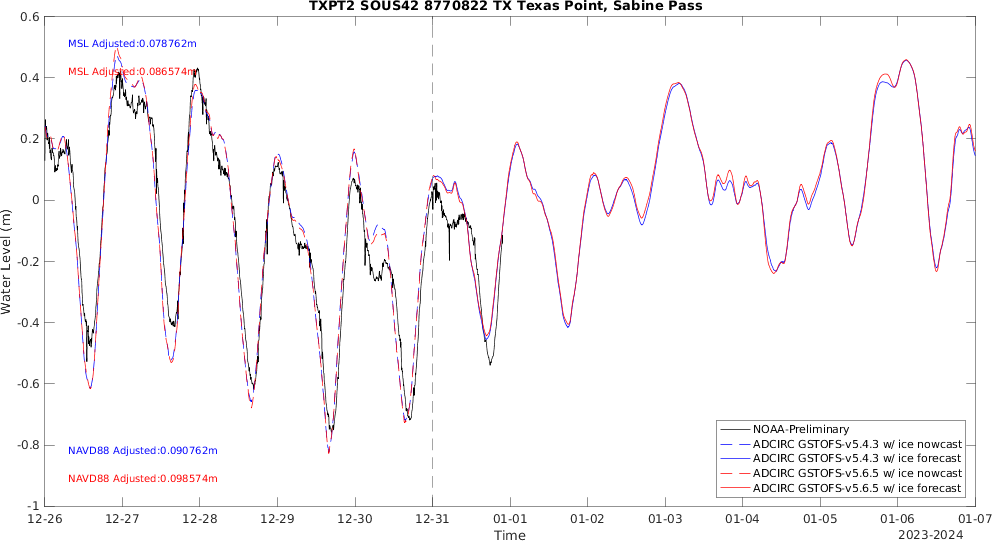 TXPT2 SOUS42 8770822 TX Texas Point, Sabine Pass
0.6
0.4
0.2
0
-0.2
-0.4
-0.6
-0.8
-1
Water Level (m)
MSL Adjusted:0.078762m
MSL Adjusted:0.086574m
NAVD88 Adjusted:0.090762m
NAVD88 Adjusted:0.098574m
NOAA-Preliminary
ADCIRC GSTOFS-v5.4.3 w/ ice nowcast
ADCIRC GSTOFS-v5.4.3 w/ ice forecast
ADCIRC GSTOFS-v5.6.5 w/ ice nowcast
ADCIRC GSTOFS-v5.6.5 w/ ice forecast
12-26 12-27 12-28 12-29 12-30 12-31 01-01 01-02 01-03 01-04 01-05 01-06 01-07
Time
2023-2024